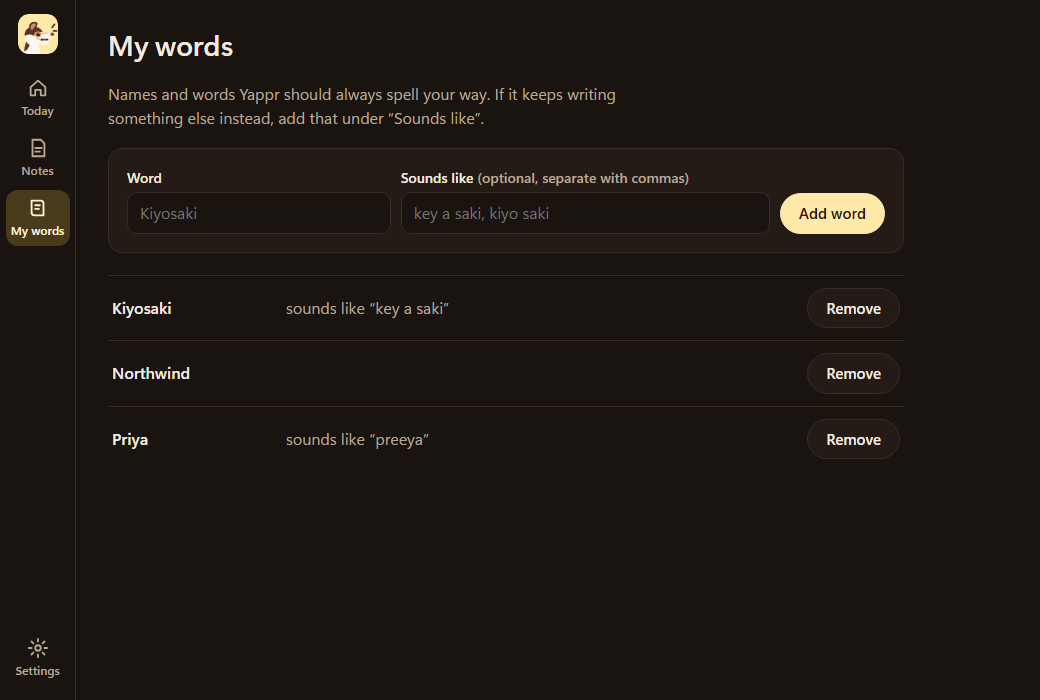 My words
Names and words Yappr should always spell your way. If it keeps writing
something else instead, add that under “Sounds like”.
Today
Notes
My words
Word
Sounds like (optional, separate with commas)
Kiyosaki
key a saki, kiyo saki
Add word
Kiyosaki sounds like “key a saki” Remove
Northwind Remove
Priya sounds like “preeya” Remove
Settings